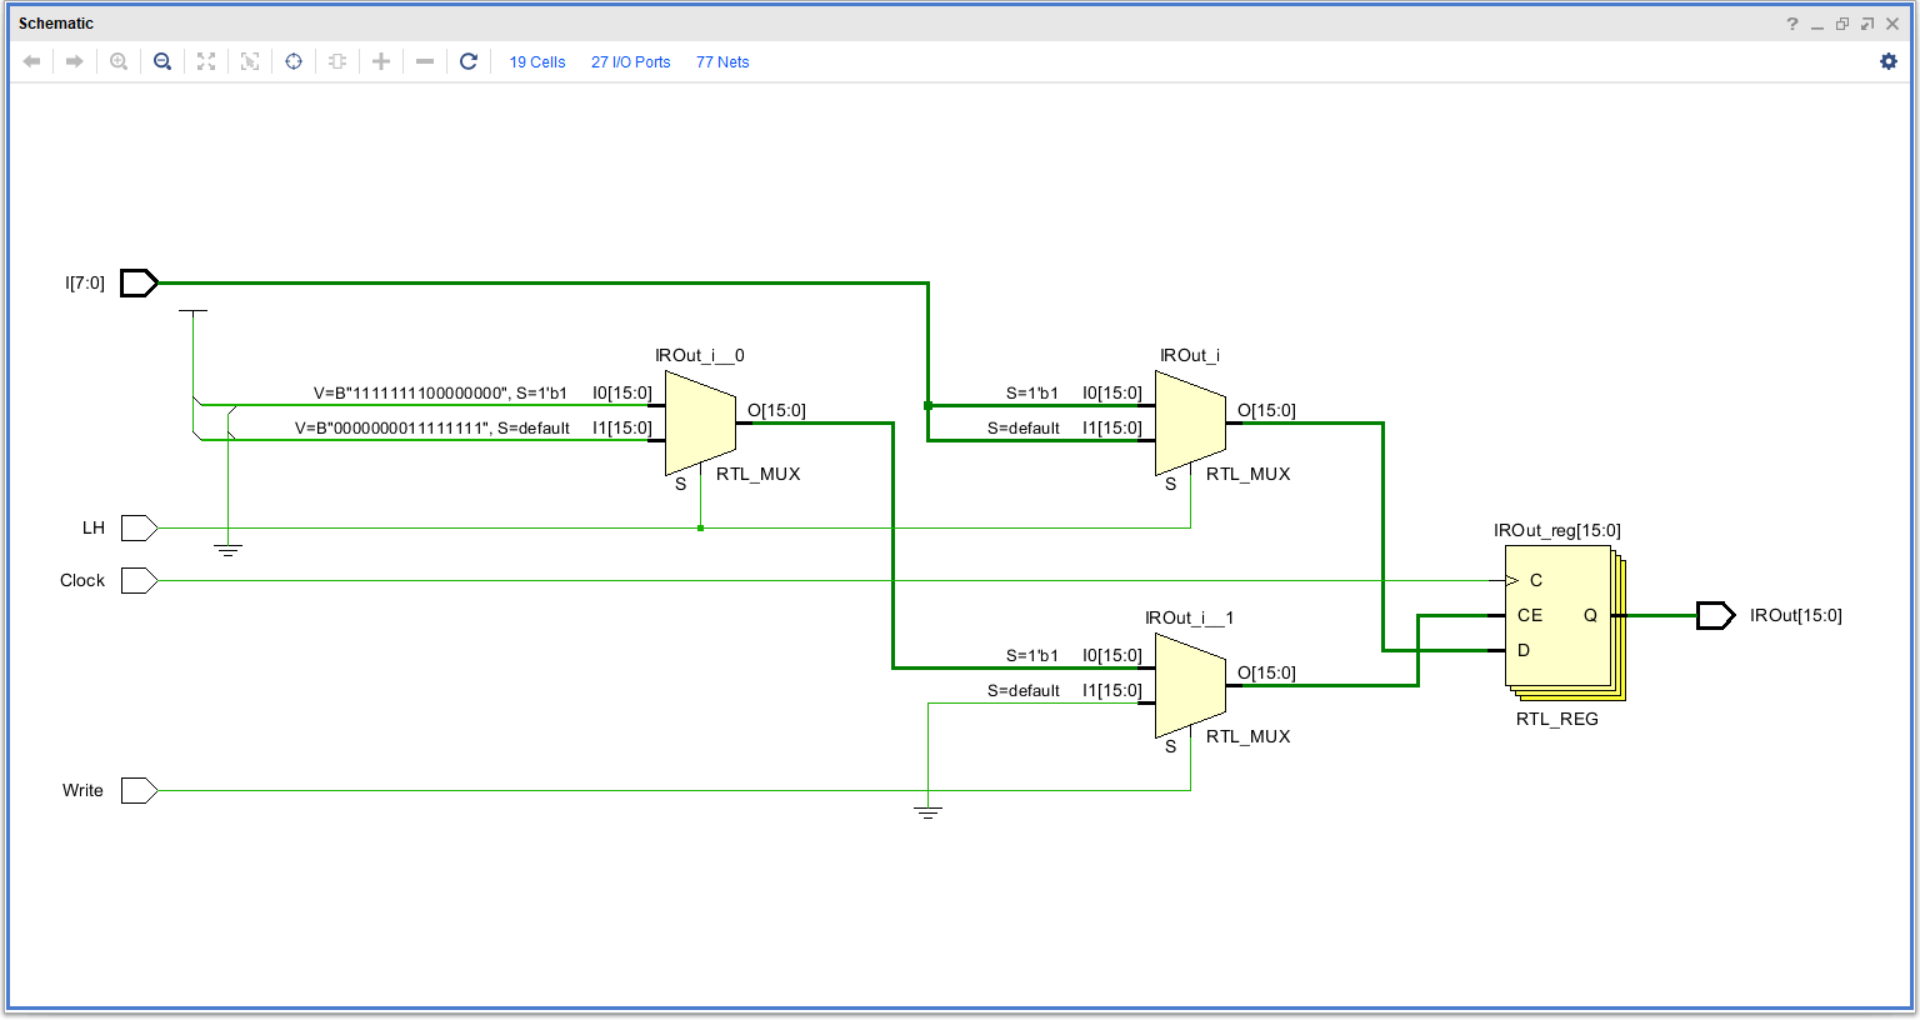 Schematic
19 Cells 27 I/O Ports 77 Nets
I[7:0]
IROut_i__0
IROut_i
V=B"1111111100000000", S=1'b1 I0[15:0]
O[15:0]
S=1'b1 I0[15:0]
O[15:0]
V=B"0000000011111111", S=default I1[15:0]
S=default I1[15:0]
S RTL_MUX
S RTL_MUX
LH
IROut_reg[15:0]
Clock
C
IROut_i__1
CE Q
IROut[15:0]
S=1'b1 I0[15:0]
O[15:0]
D
S=default I1[15:0]
RTL_REG
S RTL_MUX
Write